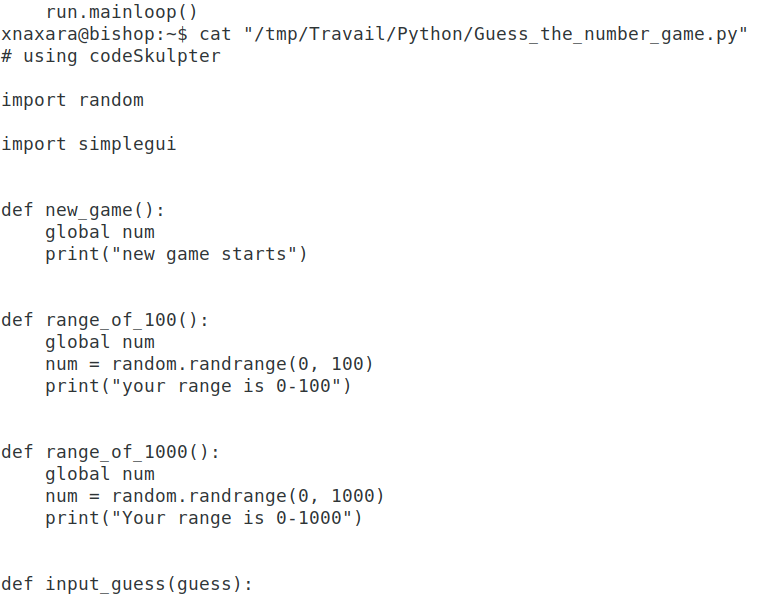 run.mainloop()
xnaxara@bishop:~$ cat "/tmp/Travail/Python/Guess_the_number_game.py"
# using codeSkulpter

import random

import simplegui


def new_game():
    global num
    print("new game starts")


def range_of_100():
    global num
    num = random.randrange(0, 100)
    print("your range is 0-100")


def range_of_1000():
    global num
    num = random.randrange(0, 1000)
    print("Your range is 0-1000")


def input_guess(guess):